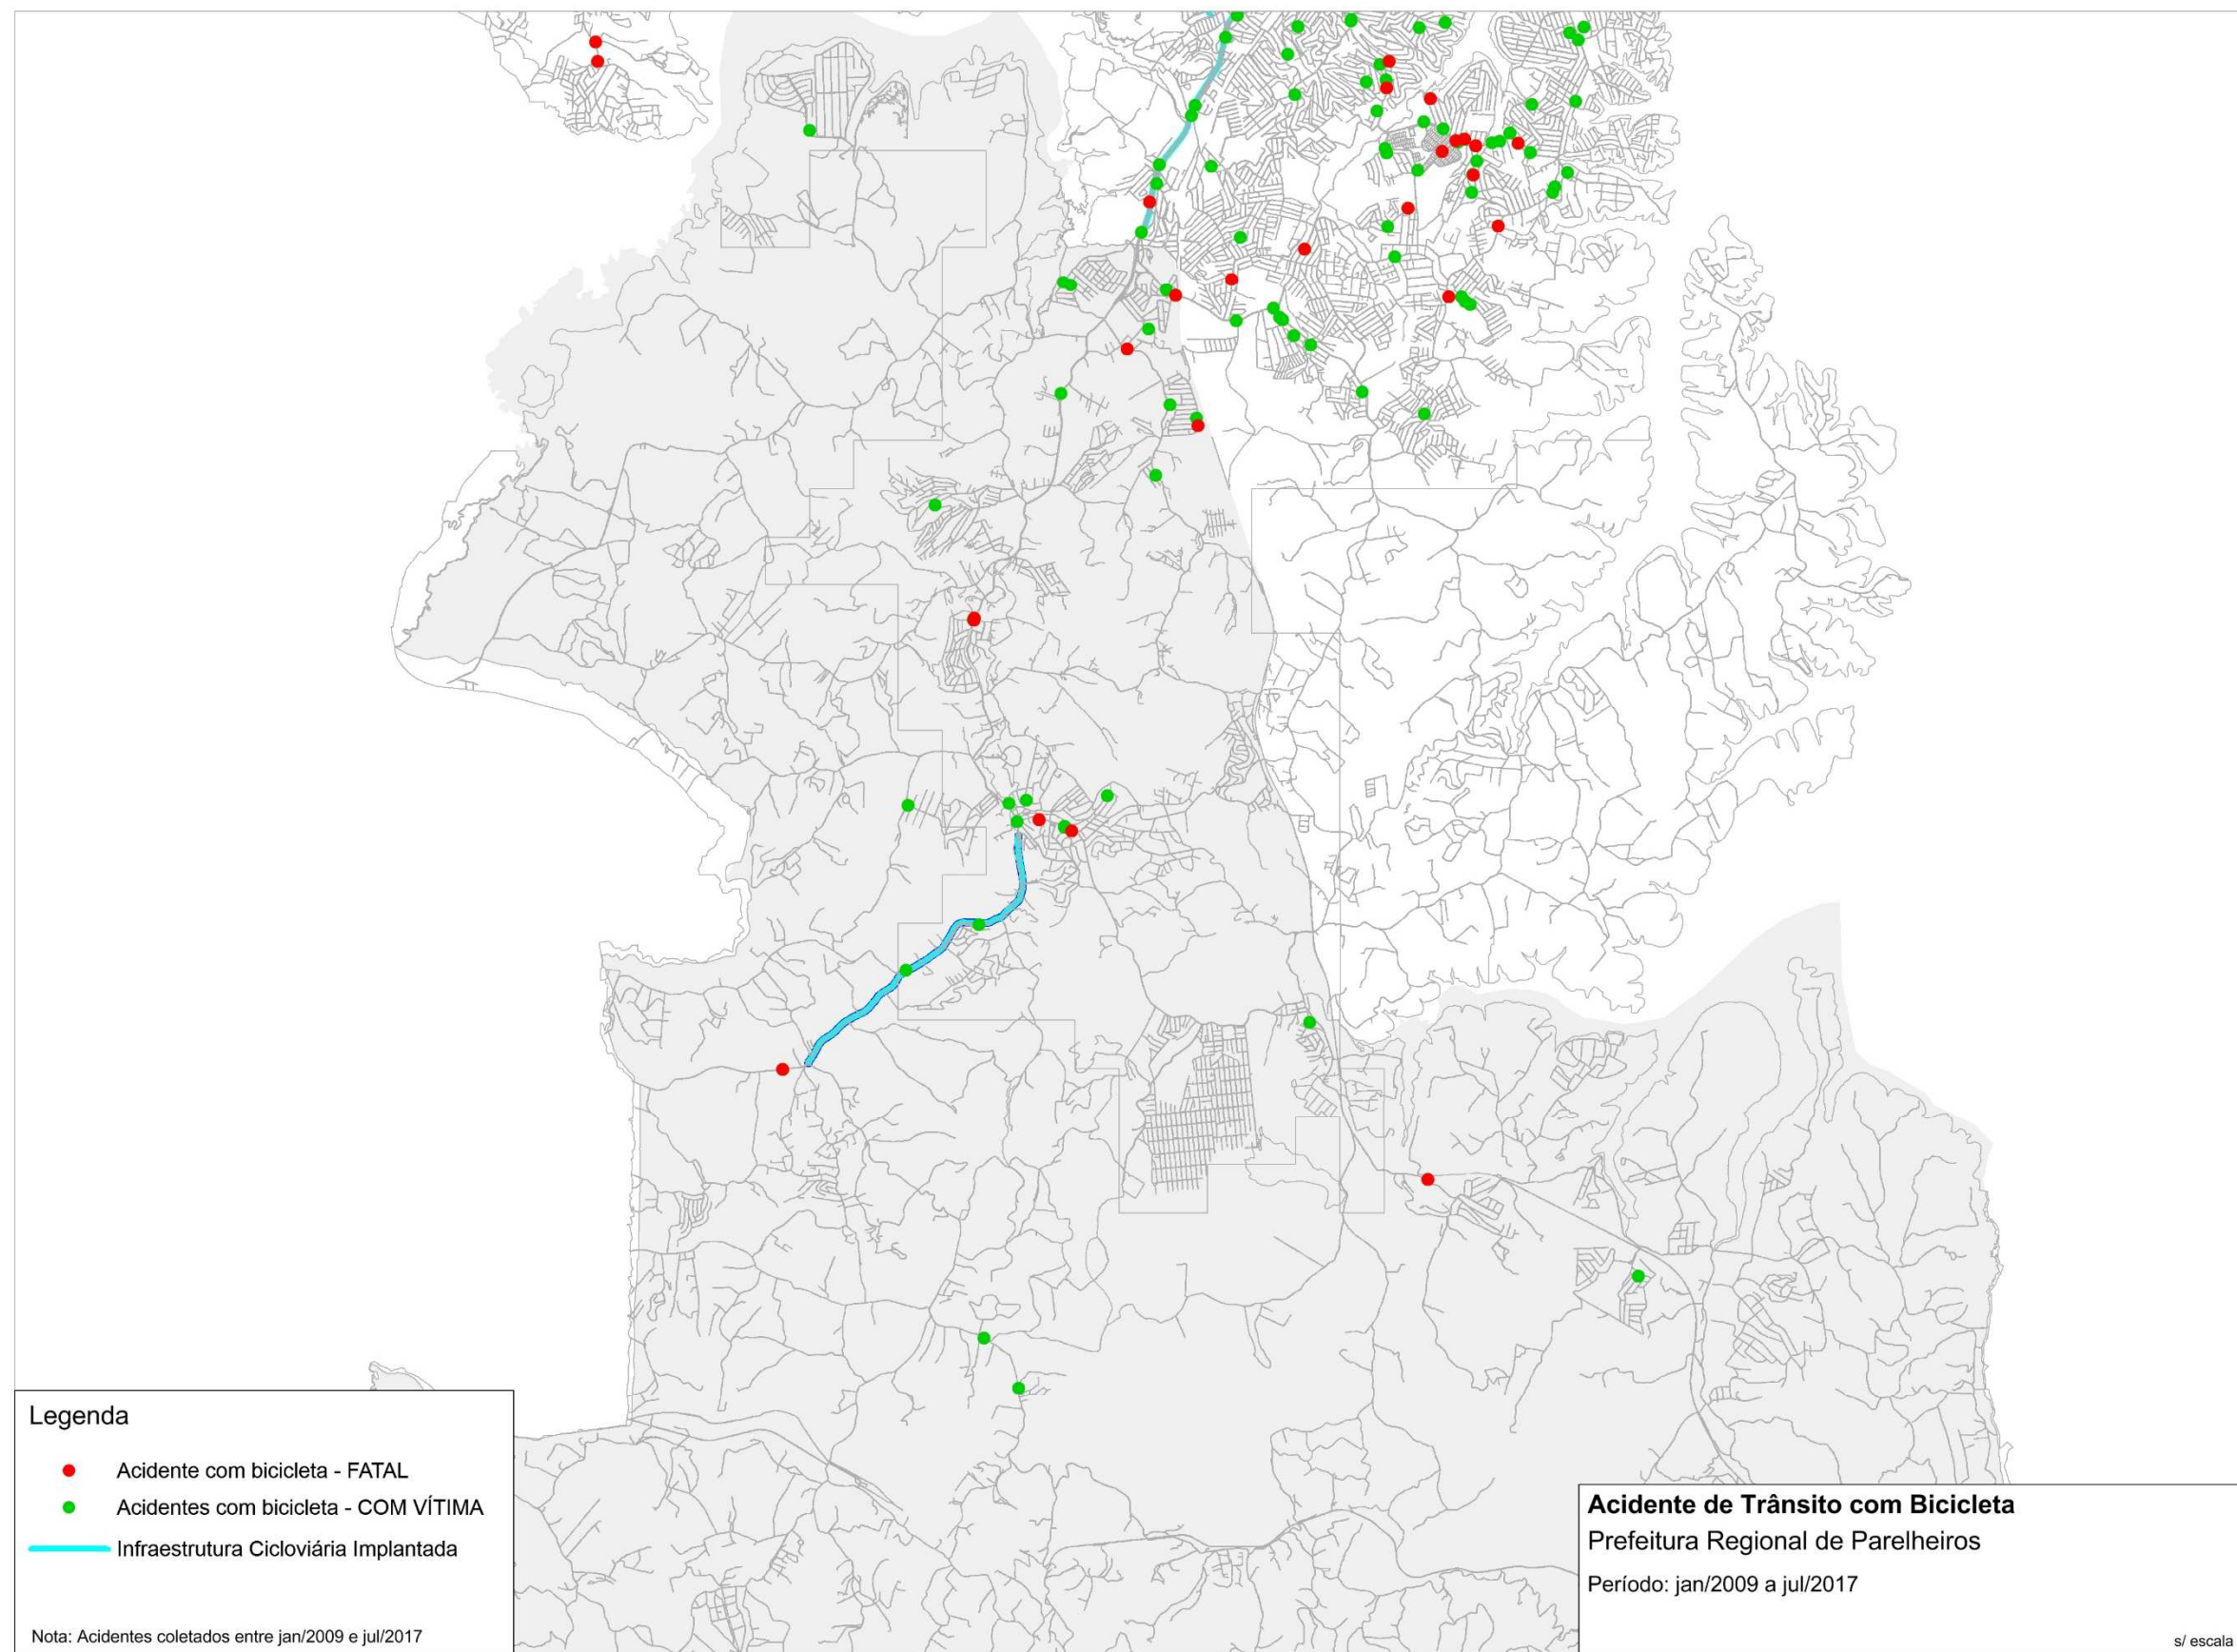 Legenda
Acidente com bicicleta - FATAL
Acidentes com bicicleta - COM VÍTIMA
Infraestrutura Cicloviária Implantada
Nota: Acidentes coletados entre jan/2009 e jul/2017
Acidente de Trânsito com Bicicleta
Prefeitura Regional de Parelheiros
Período: jan/2009 a jul/2017
s/ escala